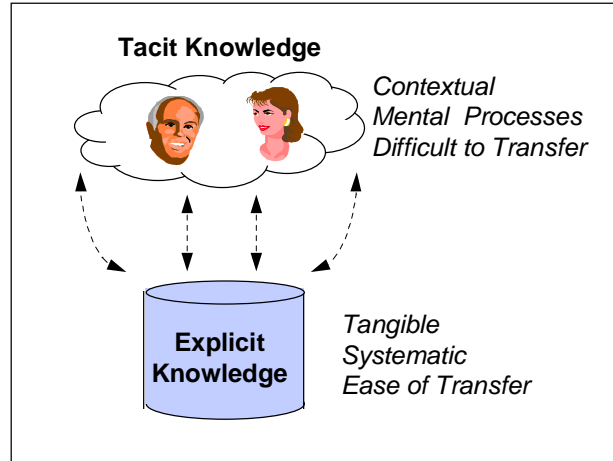 Tacit Knowledge
Contextual
Mental Processes
Difficult to Transfer
Explicit
Knowledge
Tangible
Systematic
Ease of Transfer